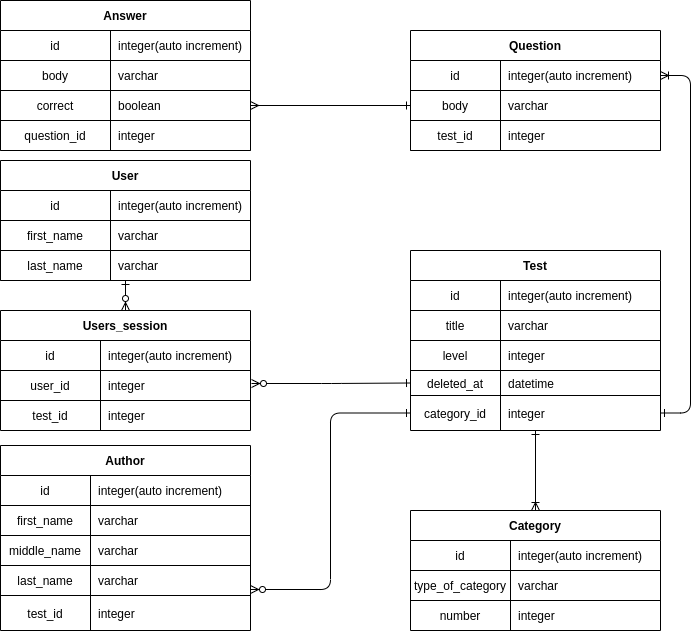 Answer
id integer(auto increment)
body varchar
correct boolean
question_id integer
User
id integer(auto increment)
first_name varchar
last_name varchar
Users_session
id integer(auto increment)
user_id integer
test_id integer
Author
id integer(auto increment)
first_name varchar
middle_name varchar
last_name varchar
test_id integer
Question
id integer(auto increment)
body varchar
test_id integer
Test
id integer(auto increment)
title varchar
level integer
deleted_at datetime
category_id integer
Category
id integer(auto increment)
type_of_category varchar
number integer